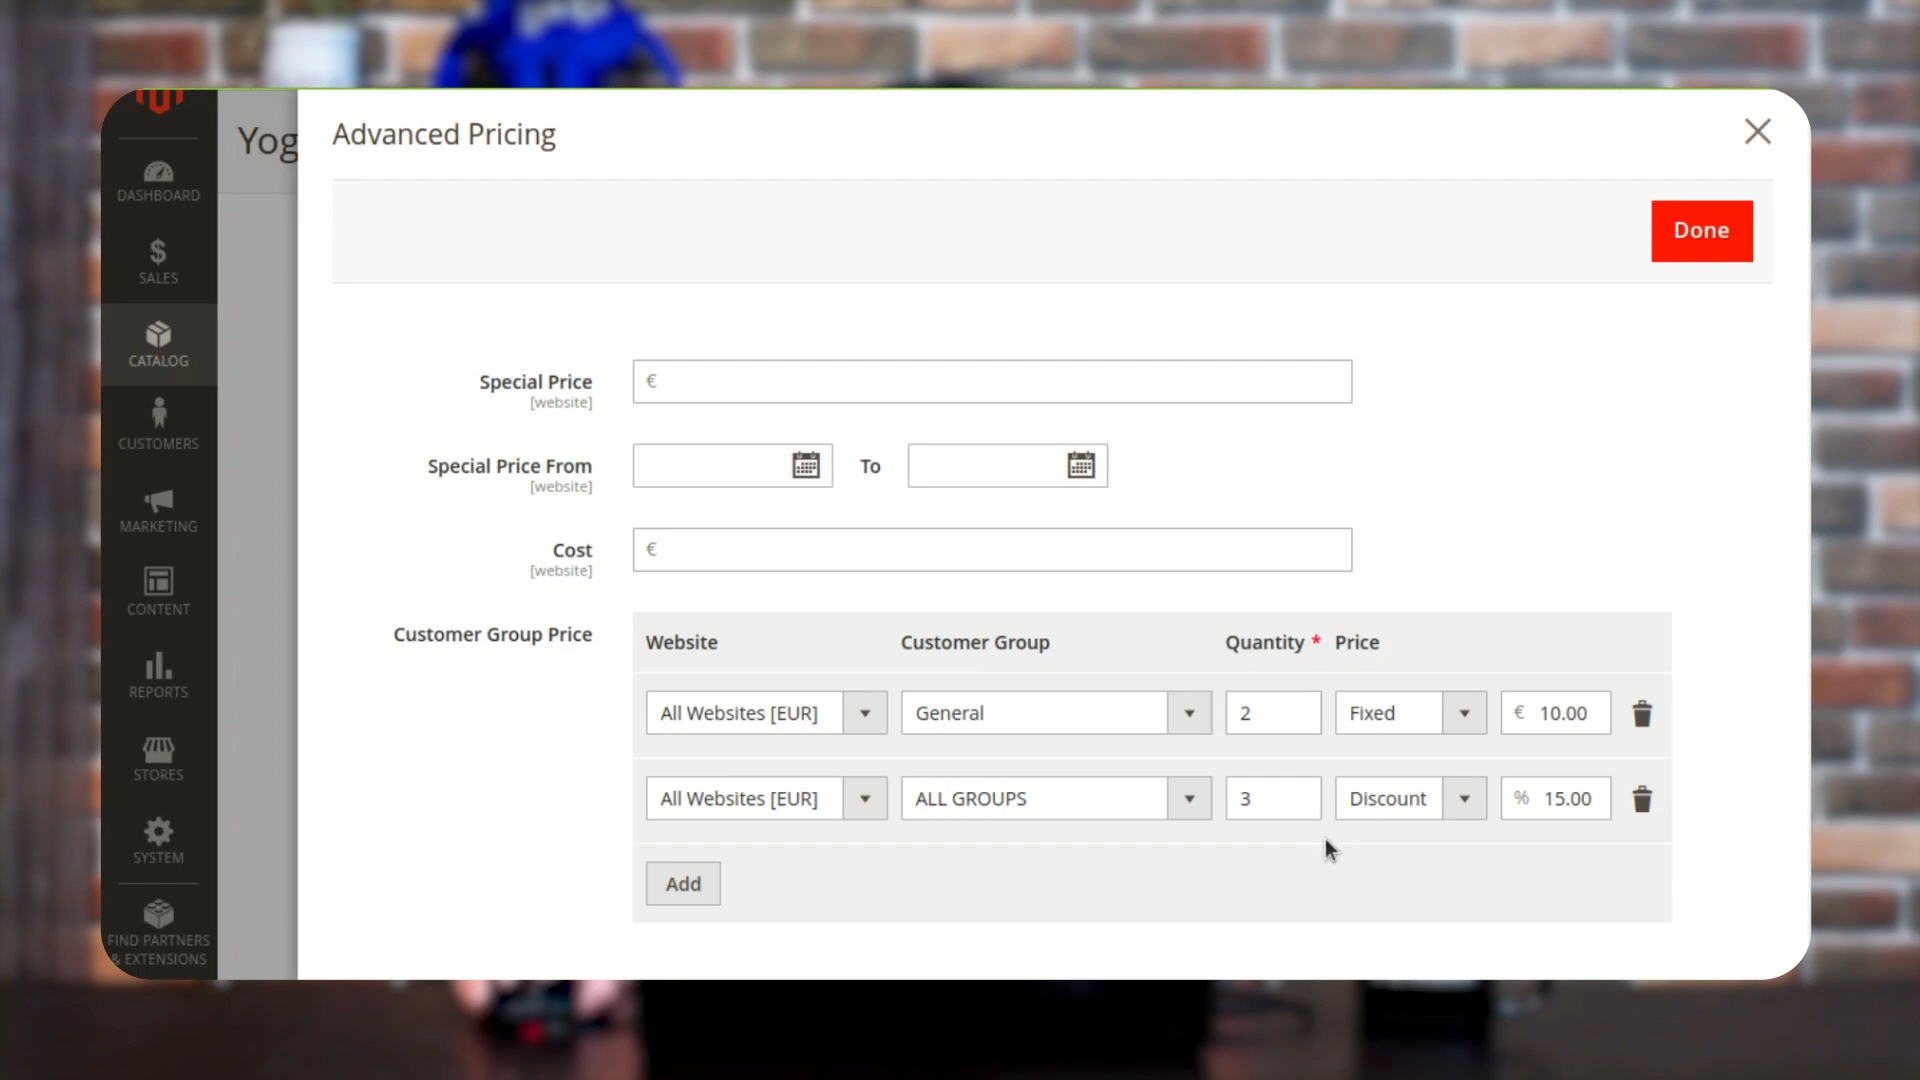 Yog
Advanced Pricing
Done
DASHBOARD
SALES
CATALOG
CUSTOMERS
MARKETING
CONTENT
REPORTS
STORES
SYSTEM
FIND PARTNERS
& EXTENSIONS
Special Price
[website]
€
Special Price From
[website]
To
Cost
[website]
€
Customer Group Price
Website Customer Group Quantity * Price
All Websites [EUR] General 2 Fixed € 10.00
All Websites [EUR] ALL GROUPS 3 Discount % 15.00
Add